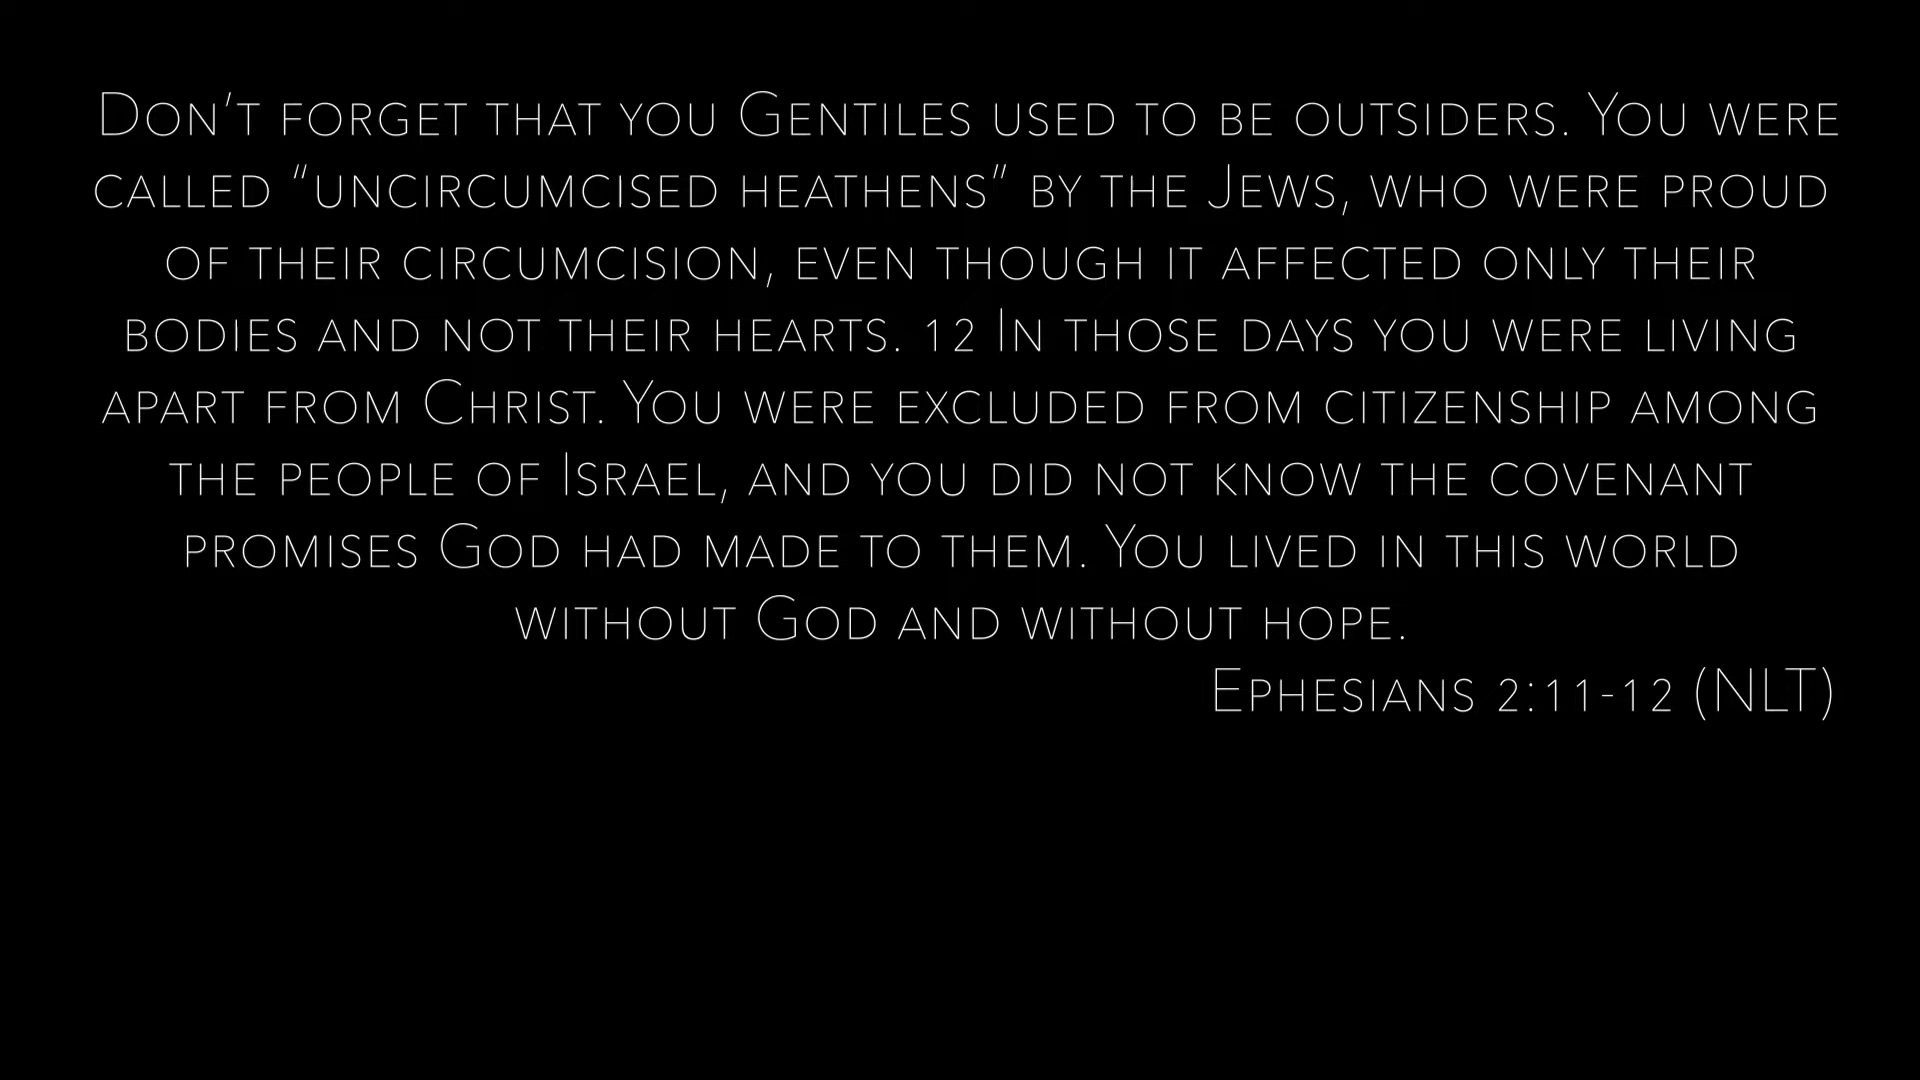 Don't forget that you Gentiles used to be outsiders. You were
called “uncircumcised heathens” by the Jews, who were proud
of their circumcision, even though it affected only their
bodies and not their hearts. 12 In those days you were living
apart from Christ. You were excluded from citizenship among
the people of Israel, and you did not know the covenant
promises God had made to them. You lived in this world
without God and without hope.
Ephesians 2:11-12 (NLT)